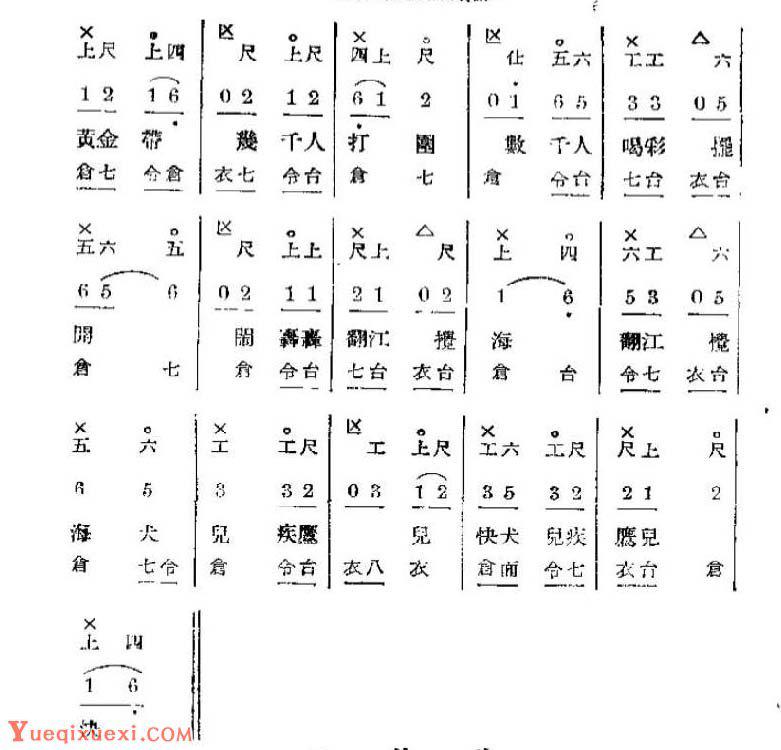 上尺 上四 尺 上尺 四上 尺 仕 五六 工工 六
1 2 1 6 0 2 1 2 6 1 2 0 1 6 5 3 3 0 5
黃金帶 幾千人打圍 數千人喝彩 擺
倉七 令倉 衣七 令台 倉 七 倉 令台 七台 衣台
五六 五 尺 上上 尺上 尺 上 四 六工 六
6 5 6 0 2 1 1 2 1 0 2 1 6 5 3 0 5
開 鬧轟轟翻江攪海 翻江攪
倉 七 倉 令台 七台 衣台 倉 台 令七 衣台
五 六 工 工尺 工 上尺 工六 工尺 尺上 尺
6 5 3 3 2 0 3 1 2 3 5 3 2 2 1 2
海犬兒疾鷹 兒快犬兒疾鷹兒
倉 七令 倉 令台 衣八 衣 倉面 令七 衣台 倉
上 四
1 6
快
Yueqixuexi.com（乐器学习网）